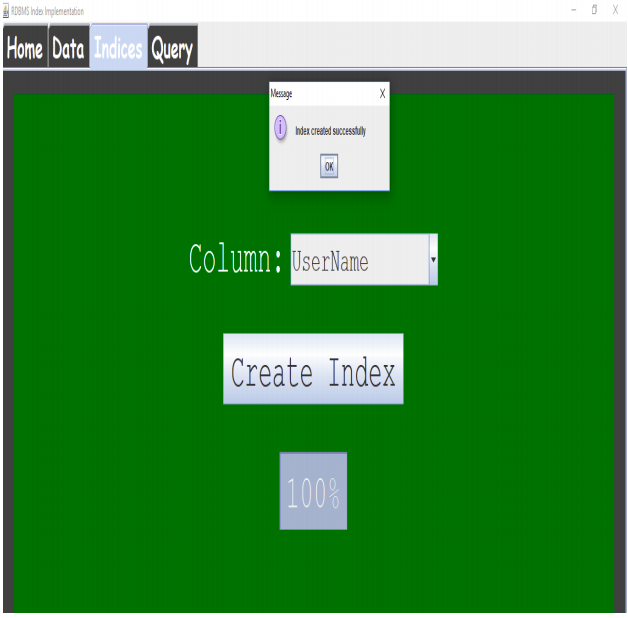 RDBMS Index Implementation
Home Data Indices Query
Message
Index created successfully
OK
Column: UserName
Create Index
100%